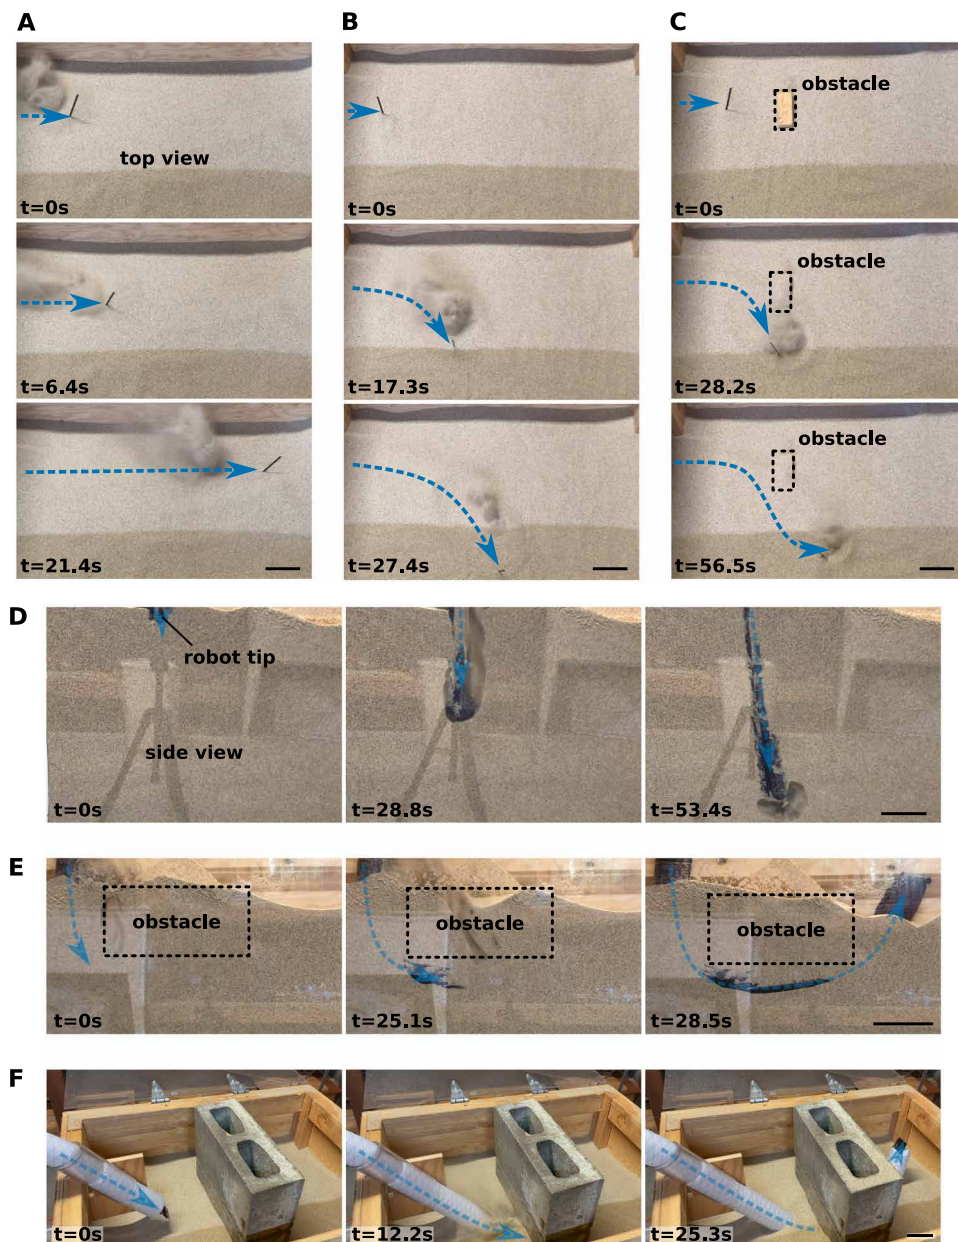 A
B
C
top view
t=0s
t=0s
obstacle
t=0s
t=6.4s
t=17.3s
obstacle
t=28.2s
t=21.4s
t=27.4s
obstacle
t=56.5s
D
robot tip
side view
t=0s
t=28.8s
t=53.4s
E
obstacle
t=0s
obstacle
t=25.1s
obstacle
t=28.5s
F
t=0s
t=12.2s
t=25.3s